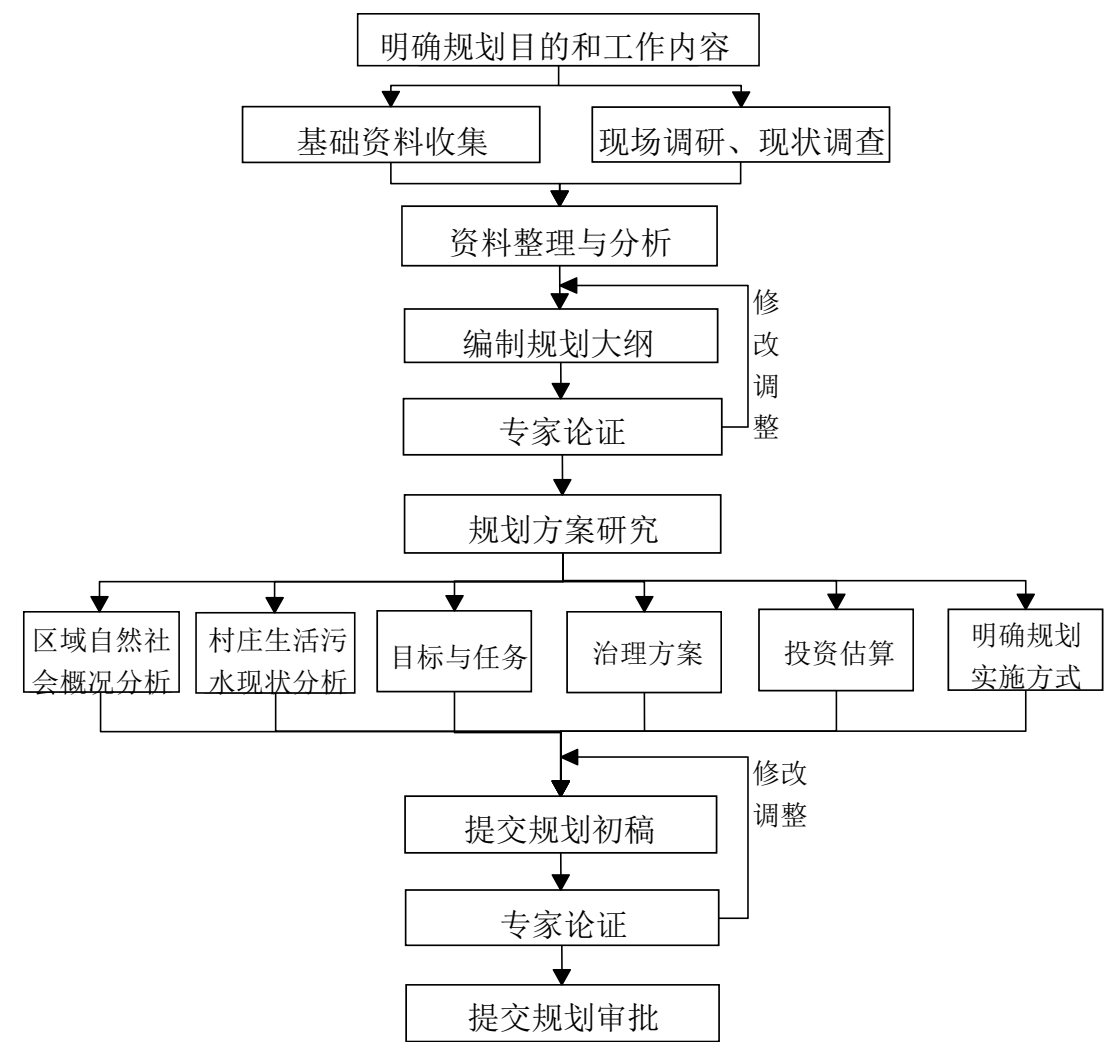 明确规划目的和工作内容
基础资料收集
现场调研、现状调查
资料整理与分析
编制规划大纲
修
改
调
整
专家论证
规划方案研究
区域自然社
会概况分析
村庄生活污
水现状分析
目标与任务
治理方案
投资估算
明确规划
实施方式
修改
调整
提交规划初稿
专家论证
提交规划审批